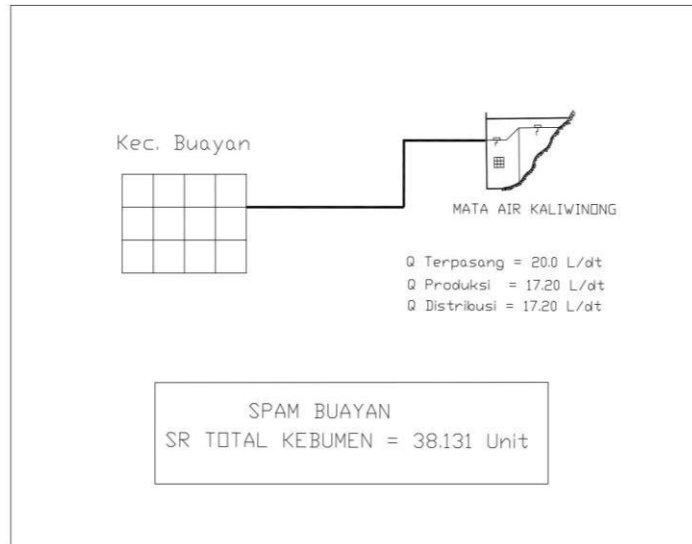 Kec. Buayan
MATA AIR KALIWINONG
Q Terpasang = 20.0 L/dt
Q Produksi = 17.20 L/dt
Q Distribusi = 17.20 L/dt
SPAM BUAYAN
SR TOTAL KEBUMEN = 38.131 Unit